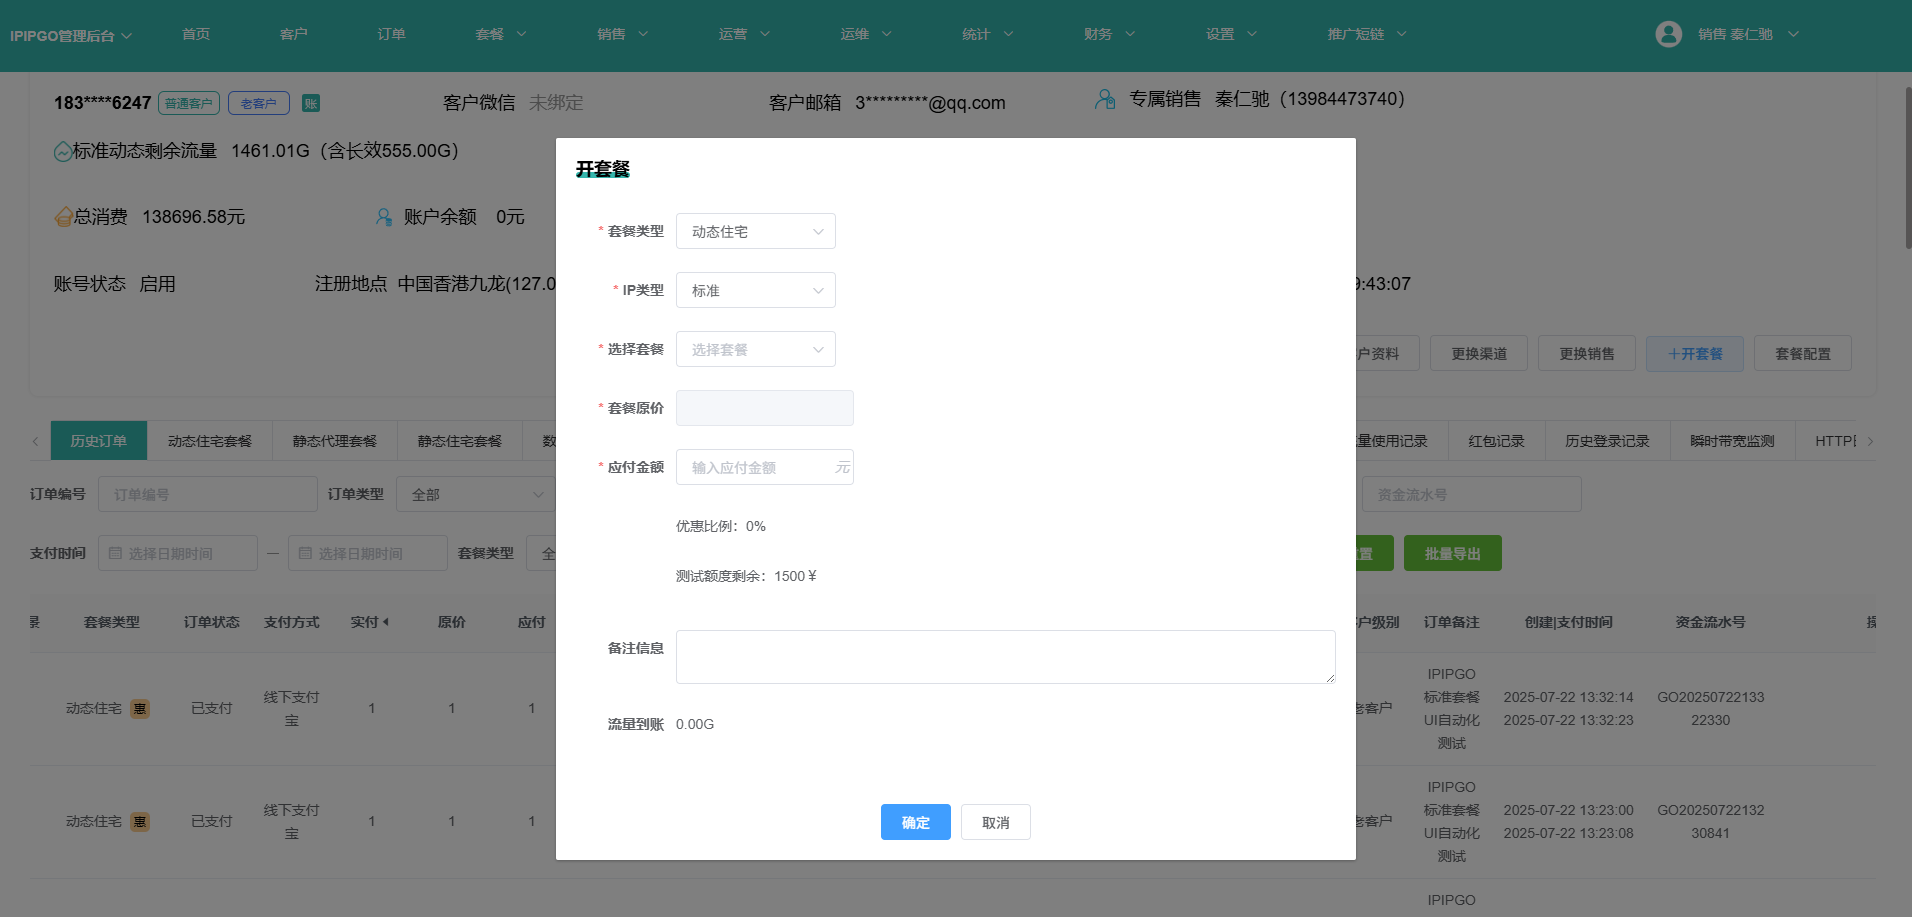 IPIPGO管理后台 首页 客户 订单 套餐 销售 运营 运维 统计 财务 设置 推广短链 销售 秦仁驰
183****6247 普通客户 老客户 账 客户微信 未绑定 客户邮箱 3*********@qq.com 专属销售 秦仁驰（13984473740）
标准动态剩余流量 1461.01G（含长效555.00G）
总消费 138696.58元 账户余额 0元
账号状态 启用 注册地点 中国香港九龙(127.0 9:43:07
户资料 更换渠道 更换销售 开套餐 套餐配置
历史订单 动态住宅套餐 静态代理套餐 静态住宅套餐 数 量使用记录 红包记录 历史登录记录 瞬时带宽监测 HTTP
订单编号 订单编号 订单类型 全部 资金流水号
支付时间 选择日期时间 — 选择日期时间 套餐类型 全 置 批量导出
套餐类型 订单状态 支付方式 实付 原价 应付 户级别 订单备注 创建|支付时间 资金流水号
动态住宅 惠 已支付 线下支付宝 1 1 1 老客户 IPIPGO标准套餐UI自动化测试 2025-07-22 13:32:14 2025-07-22 13:32:23 GO2025072213322330
动态住宅 惠 已支付 线下支付宝 1 1 1 老客户 IPIPGO标准套餐UI自动化测试 2025-07-22 13:23:00 2025-07-22 13:23:08 GO2025072213230841
IPIPGO
开套餐
* 套餐类型 动态住宅
* IP类型 标准
* 选择套餐 选择套餐
* 套餐原价
* 应付金额 输入应付金额 元
优惠比例：0%
测试额度剩余：1500￥
备注信息
流量到账 0.00G
确定 取消